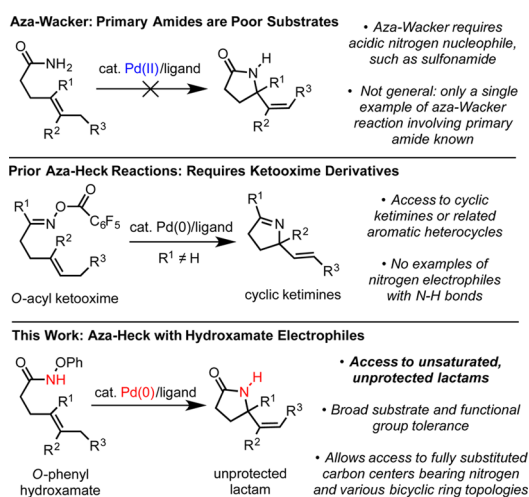 Aza-Wacker: Primary Amides are Poor Substrates
O
NH2
R1
R2
R3
cat. Pd(II)/ligand
O
H
N
R1
R2
R3
• Aza-Wacker requires
acidic nitrogen nucleophile,
such as sulfonamide
• Not general: only a single
example of aza-Wacker
reaction involving primary
amide known
Prior Aza-Heck Reactions: Requires Ketooxime Derivatives
R1
N
O
O
C6F5
R2
R3
O-acyl ketooxime
cat. Pd(0)/ligand
R1 ≠ H
R1
N
R2
R3
cyclic ketimines
• Access to cyclic
ketimines or related
aromatic heterocycles
• No examples of
nitrogen electrophiles
with N-H bonds
This Work: Aza-Heck with Hydroxamate Electrophiles
O
OPh
NH
R1
R2
R3
O-phenyl
hydroxamate
cat. Pd(0)/ligand
O
H
N
R1
R2
R3
unprotected
lactam
• Access to unsaturated,
unprotected lactams
• Broad substrate and functional
group tolerance
• Allows access to fully substituted
carbon centers bearing nitrogen
and various bicyclic ring topologies